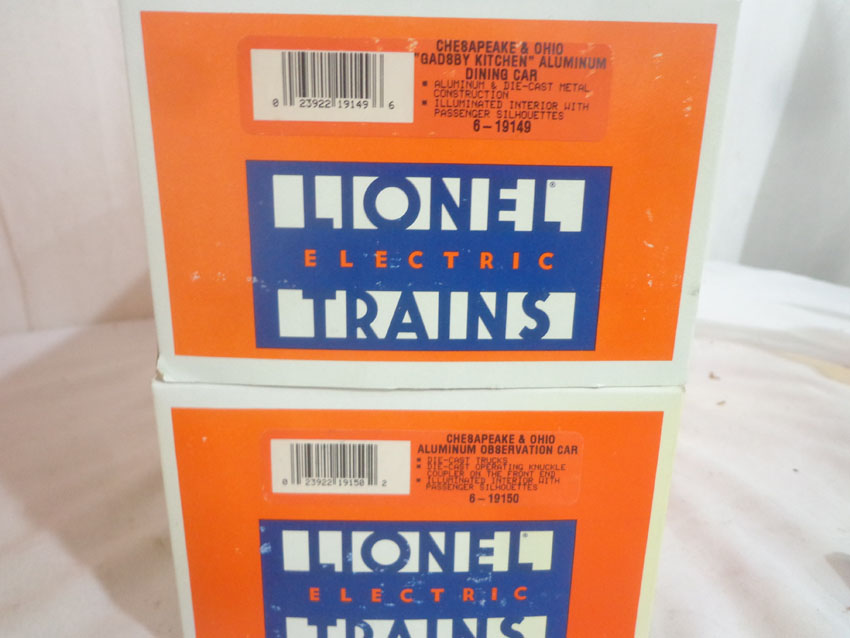 CHESAPEAKE & OHIO
"GADSBY KITCHEN" ALUMINUM
DINING CAR
▪ ALUMINUM & DIE-CAST METAL
CONSTRUCTION
▪ ILLUMINATED INTERIOR WITH
PASSENGER SILHOUETTES
6-19149
0 23922 19149 6
LIONEL®
ELECTRIC
TRAINS
CHESAPEAKE & OHIO
ALUMINUM OBSERVATION CAR
▪ DIE-CAST TRUCKS
▪ DIE-CAST OPERATING KNUCKLE
COUPLER ON THE FRONT END
▪ ILLUMINATED INTERIOR WITH
PASSENGER SILHOUETTES
6-19150
0 23922 19150 2
LIONEL®
ELECTRIC
TRAINS